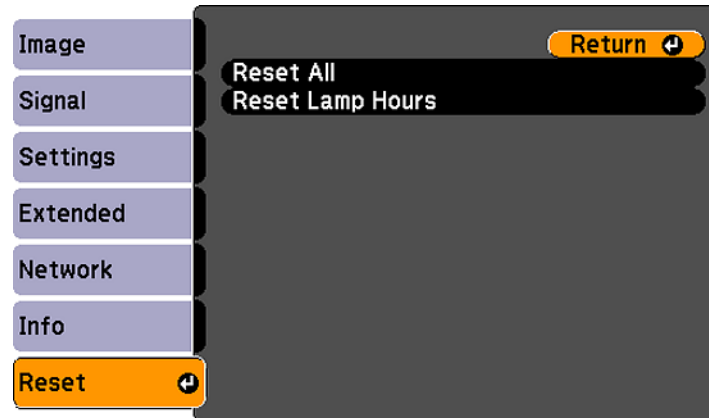 Image
Signal
Settings
Extended
Network
Info
Reset
Return
Reset All
Reset Lamp Hours